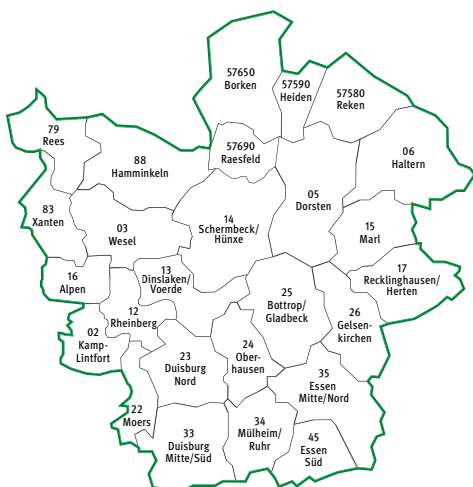 57650
Borken
57590
Heiden
57580
Reken
79
Rees
88
Hamminkeln
57690
Raesfeld
06
Haltern
05
Dorsten
83
Xanten
03
Wesel
14
Schermbeck/
Hünxe
15
Marl
16
Alpen
13
Dinslaken/
Voerde
17
Recklinghausen/
Herten
25
Bottrop/
Gladbeck
12
Rheinberg
26
Gelsen-
kirchen
02
Kamp-
Lintfort
23
Duisburg
Nord
24
Ober-
hausen
35
Essen
Mitte/Nord
22
Moers
33
Duisburg
Mitte/Süd
34
Mülheim/
Ruhr
45
Essen
Süd